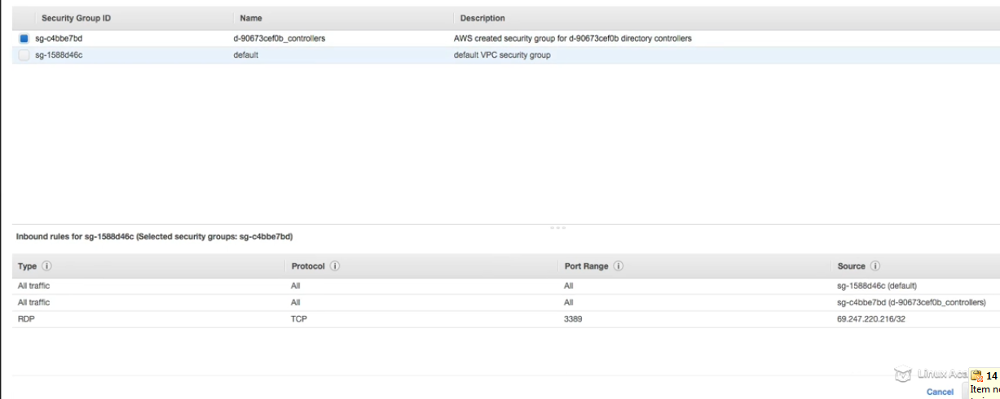 Security Group ID Name Description
sg-c4bbe7bd d-90673cef0b_controllers AWS created security group for d-90673cef0b directory controllers
sg-1588d46c default default VPC security group
Inbound rules for sg-1588d46c (Selected security groups: sg-c4bbe7bd)
Type Protocol Port Range Source
All traffic All All sg-1588d46c (default)
All traffic All All sg-c4bbe7bd (d-90673cef0b_controllers)
RDP TCP 3389 69.247.220.216/32
Linux Aca 14
Cancel Item